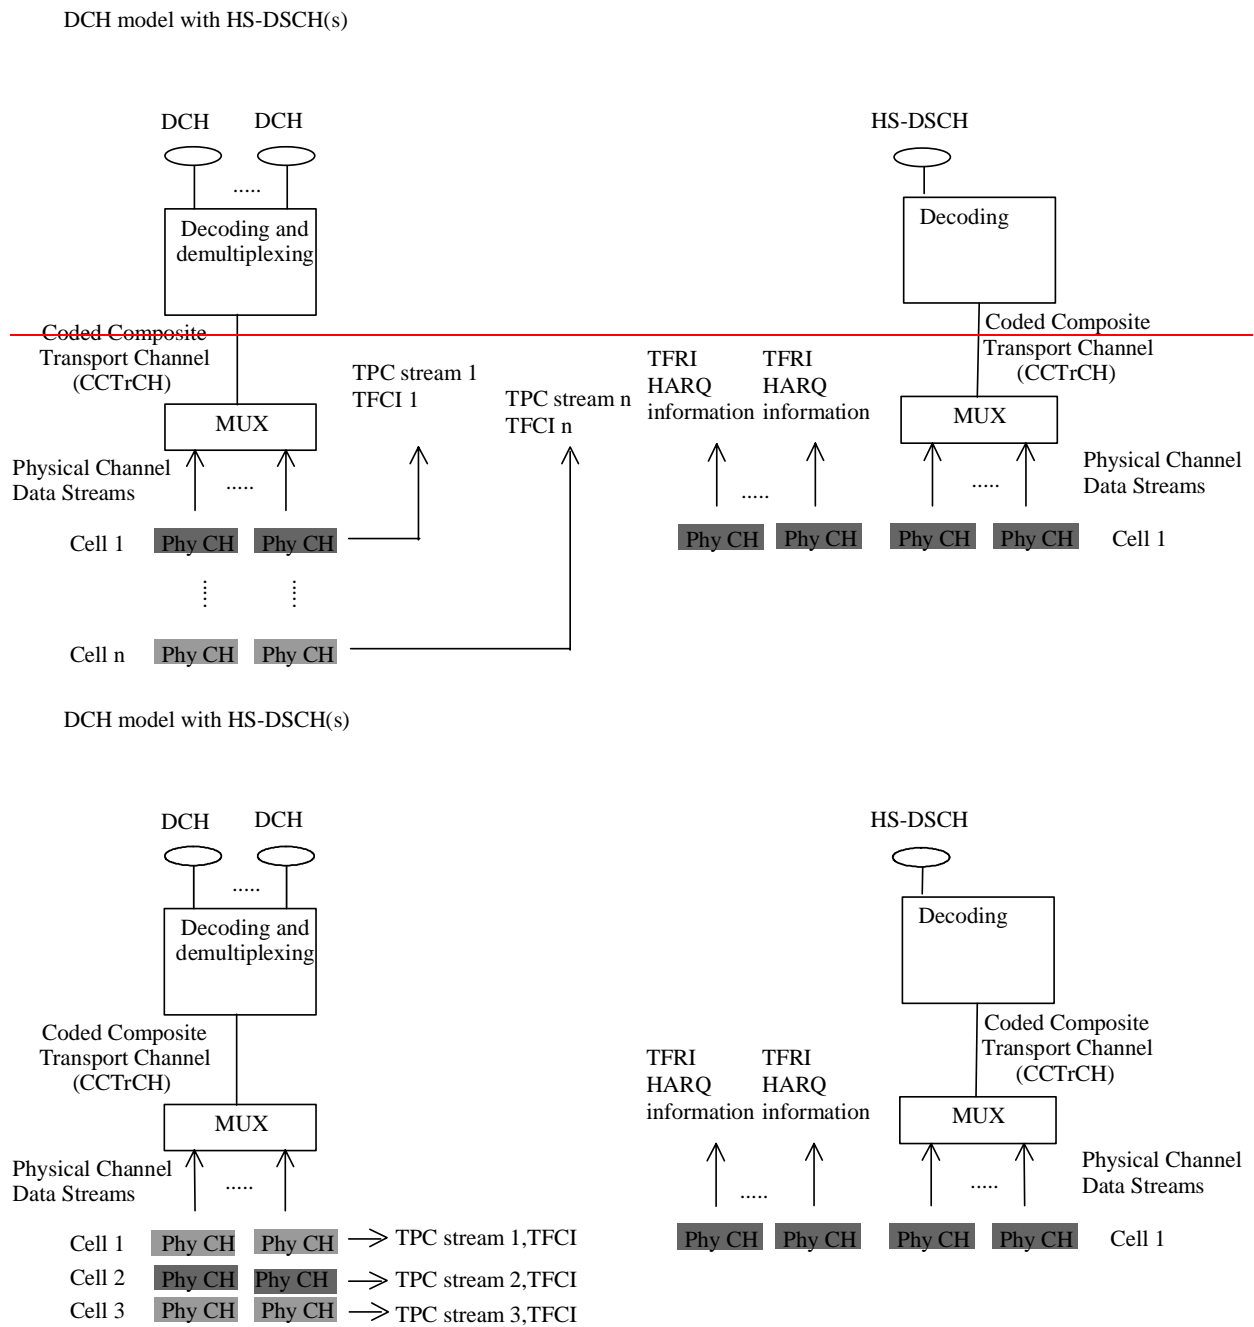 DCH model with HS-DSCH(s)
DCH DCH
.....
Decoding and
demultiplexing
Coded Composite
Transport Channel
(CCTrCH)
MUX
Physical Channel
Data Streams
.....
TPC stream 1
TFCI 1
TPC stream n
TFCI n
Cell 1 Phy CH Phy CH
Cell n Phy CH Phy CH
HS-DSCH
Decoding
Coded Composite
Transport Channel
(CCTrCH)
MUX
TFRI
HARQ
information
TFRI
HARQ
information
.....
.....
Physical Channel
Data Streams
Phy CH Phy CH Phy CH Phy CH Cell 1
DCH model with HS-DSCH(s)
DCH DCH
.....
Decoding and
demultiplexing
Coded Composite
Transport Channel
(CCTrCH)
MUX
Physical Channel
Data Streams
.....
Cell 1 Phy CH Phy CH TPC stream 1,TFCI
Cell 2 Phy CH Phy CH TPC stream 2,TFCI
Cell 3 Phy CH Phy CH TPC stream 3,TFCI
HS-DSCH
Decoding
Coded Composite
Transport Channel
(CCTrCH)
MUX
TFRI
HARQ
information
TFRI
HARQ
information
.....
.....
Physical Channel
Data Streams
Phy CH Phy CH Phy CH Phy CH Cell 1